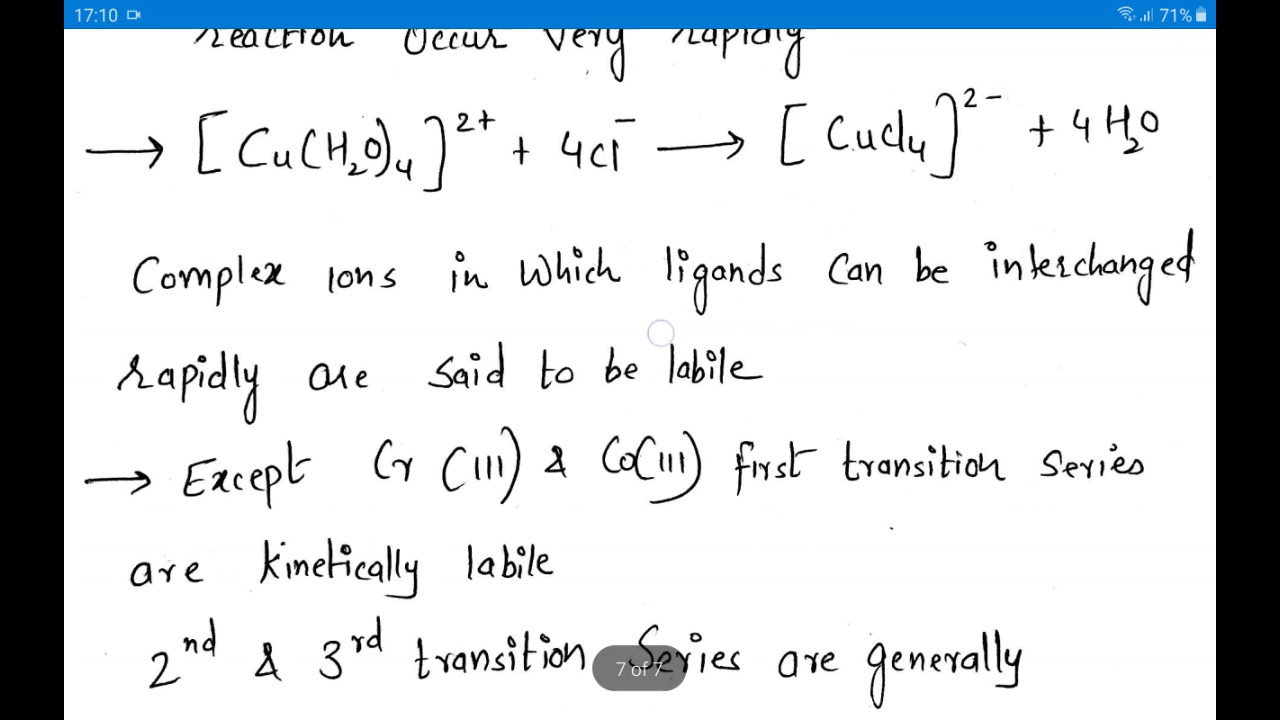 17:10 71%
reaction occur very rapidly
→ [Cu(H₂O)₄]²⁺ + 4Cl⁻ → [CuCl₄]²⁻ + 4H₂O
Complex ions in which ligands can be interchanged
rapidly are said to be labile
→ Except Cr(III) & Co(III) first transition series
are kinetically labile
2nd & 3rd transition Series are generally
7 of 7